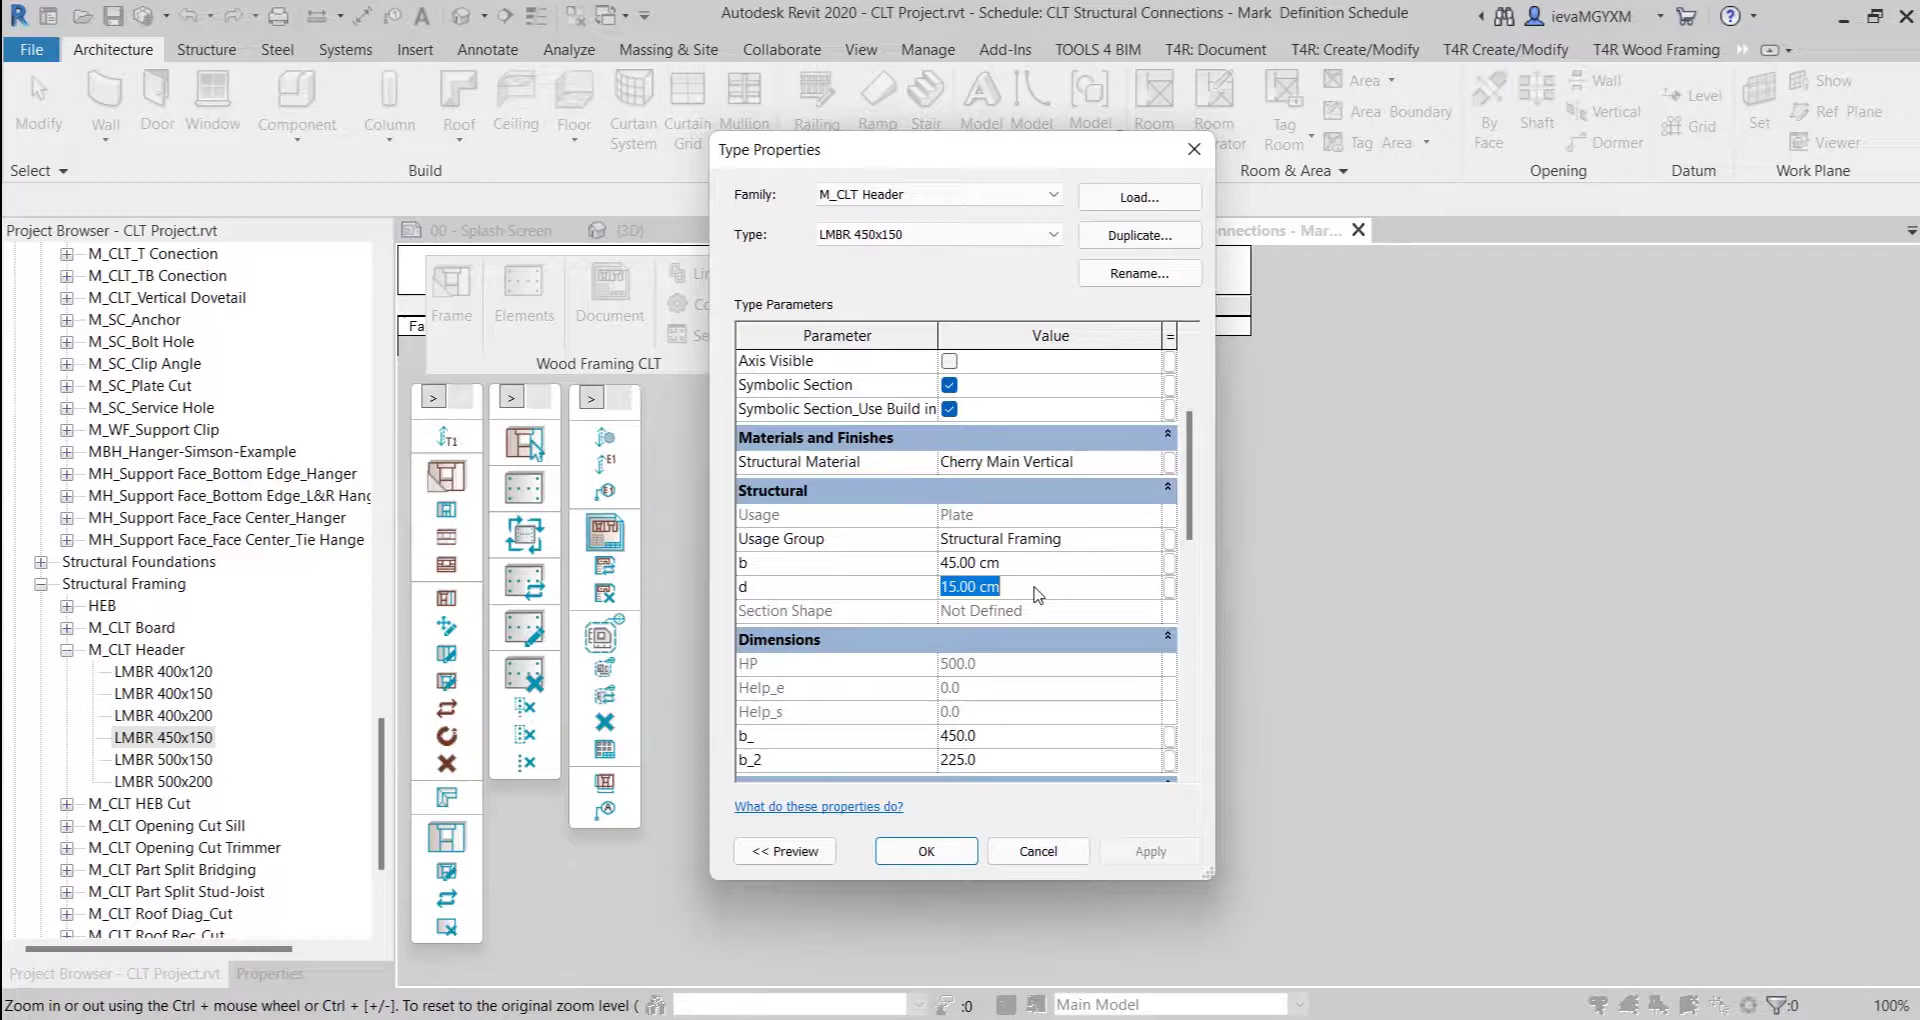 Autodesk Revit 2020 - CLT Project.rvt - Schedule: CLT Structural Connections - Mark Definition Schedule
ievaMGYXM
File
Architecture
Structure
Steel
Systems
Insert
Annotate
Analyze
Massing & Site
Collaborate
View
Manage
Add-Ins
TOOLS 4 BIM
T4R: Document
T4R: Create/Modify
T4R Create/Modify
T4R Wood Framing
Modify
Wall
Door
Window
Component
Column
Roof
Ceiling
Floor
Curtain System
Curtain Grid
Mullion
Railing
Ramp
Stair
Model
Model
Model
Room
Room
Tag Room
Area
Area Boundary
Tag Area
By Face
Shaft
Wall
Vertical
Dormer
Level
Grid
Set
Show
Ref Plane
Viewer
Select
Build
Room & Area
Opening
Datum
Work Plane
Project Browser - CLT Project.rvt
M_CLT_T Conection
M_CLT_TB Conection
M_CLT_Vertical Dovetail
M_SC_Anchor
M_SC_Bolt Hole
M_SC_Clip Angle
M_SC_Plate Cut
M_SC_Service Hole
M_WF_Support Clip
MBH_Hanger-Simson-Example
MH_Support Face_Bottom Edge_Hanger
MH_Support Face_Bottom Edge_L&R Hang
MH_Support Face_Face Center_Hanger
MH_Support Face_Face Center_Tie Hange
Structural Foundations
Structural Framing
HEB
M_CLT Board
M_CLT Header
LMBR 400x120
LMBR 400x150
LMBR 400x200
LMBR 450x150
LMBR 500x150
LMBR 500x200
M_CLT HEB Cut
M_CLT Opening Cut Sill
M_CLT Opening Cut Trimmer
M_CLT Part Split Bridging
M_CLT Part Split Stud-Joist
M_CLT Roof Diag_Cut
M_CLT Roof Rec_Cut
Project Browser - CLT Project.rvt
Properties
00 - Splash Screen
{3D}
nnections - Mar...
Fa
Frame
Elements
Document
Wood Framing CLT
>
>
>
T1
E1
E1
Type Properties
Family:
M_CLT Header
Load...
Type:
LMBR 450x150
Duplicate...
Rename...
Type Parameters
Parameter
Value
=
Axis Visible
Symbolic Section
Symbolic Section_Use Build in
Materials and Finishes
Structural Material
Cherry Main Vertical
Structural
Usage
Plate
Usage Group
Structural Framing
b
45.00 cm
d
15.00 cm
Section Shape
Not Defined
Dimensions
HP
500.0
Help_e
0.0
Help_s
0.0
b_
450.0
b_2
225.0
What do these properties do?
<< Preview
OK
Cancel
Apply
Zoom in or out using the Ctrl + mouse wheel or Ctrl + [+/-]. To reset to the original zoom level (
:0
Main Model
:0
100%